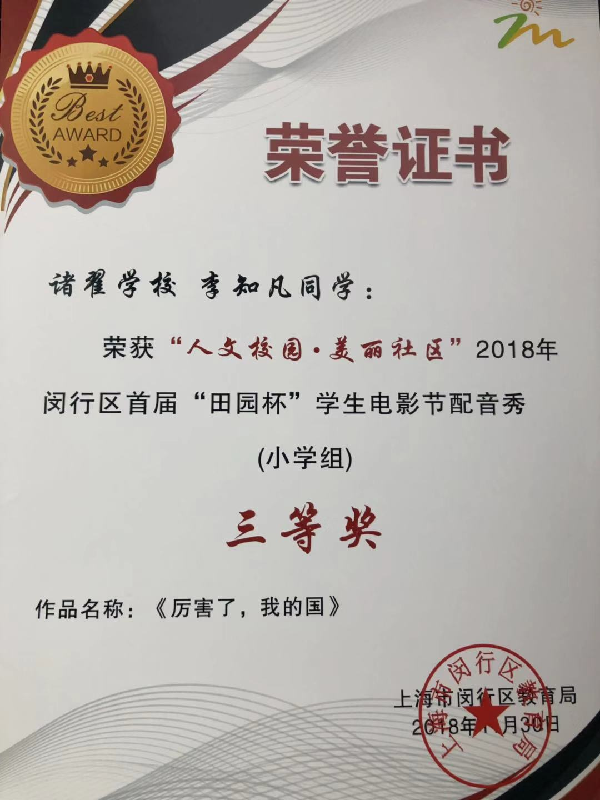 Best
AWARD
荣誉证书
诸翟学校 李知凡同学：
荣获“人文校园·美丽社区”2018年
闵行区首届“田园杯”学生电影节配音秀
(小学组)
三等奖
作品名称：《厉害了，我的国》
上海市闵行区教育局
2018年 月30日
上海市闵行区教育局